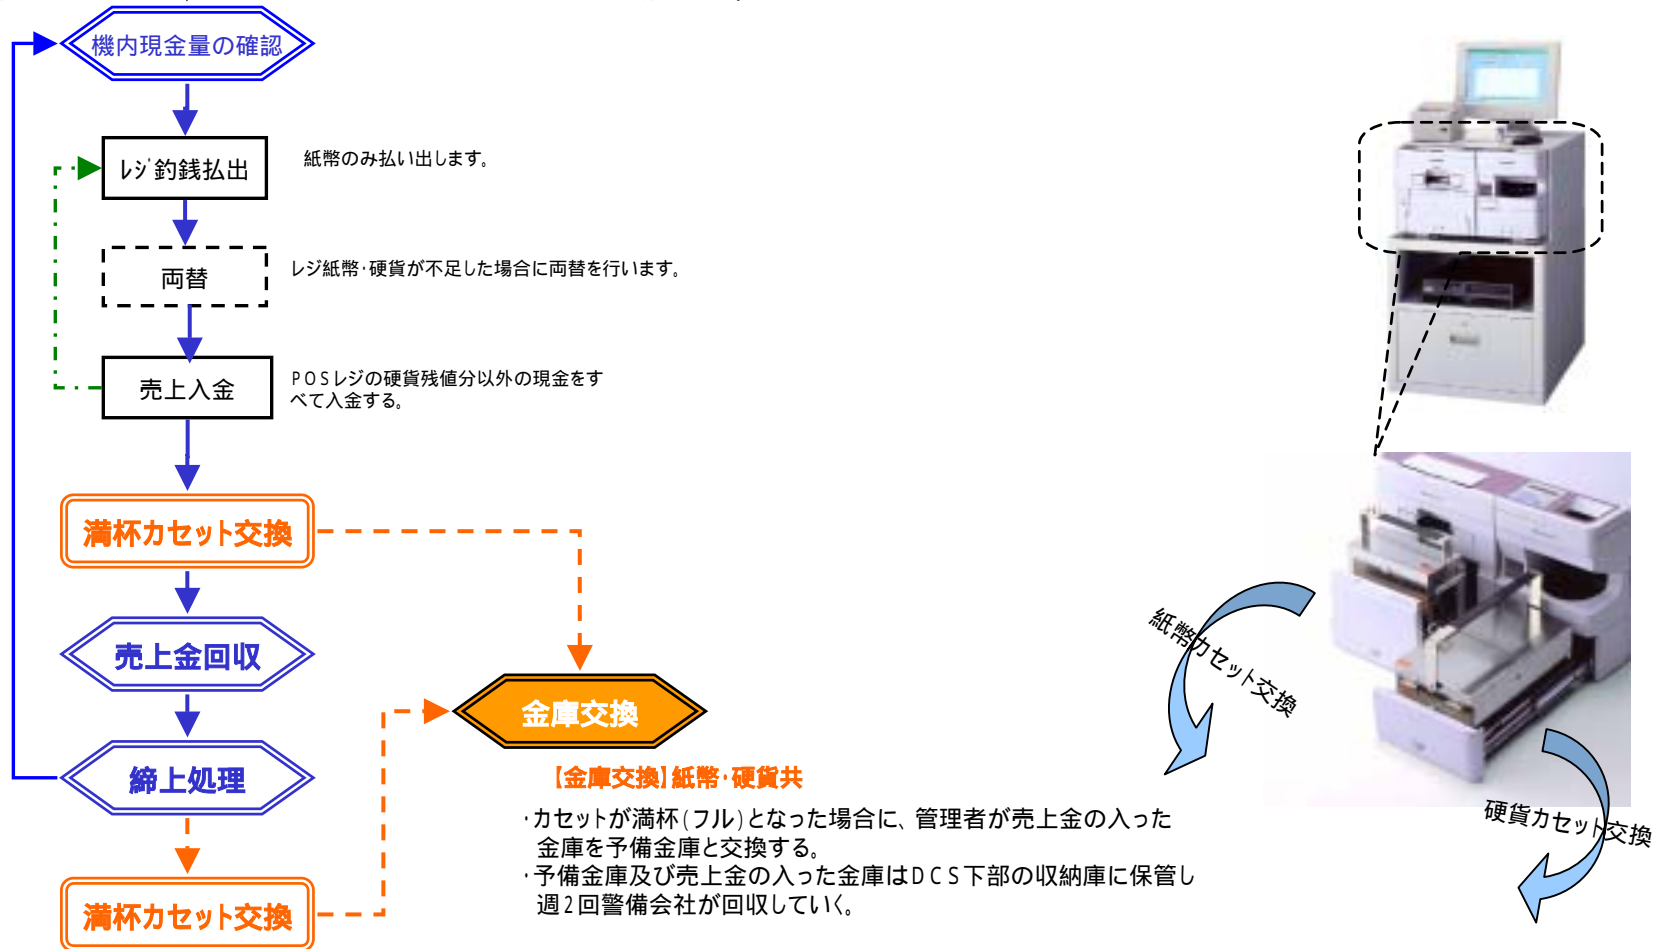 機内現金量の確認
ﾚｼﾞ釣銭払出
紙幣のみ払い出します。
両替
レジ紙幣・硬貨が不足した場合に両替を行います。
売上入金
POSレジの硬貨残値分以外の現金をす
べて入金する。
満杯カセット交換
売上金回収
金庫交換
締上処理
満杯カセット交換
【金庫交換】紙幣・硬貨共
・カセットが満杯(フル)となった場合に、管理者が売上金の入った
金庫を予備金庫と交換する。
・予備金庫及び売上金の入った金庫はDCS下部の収納庫に保管し
週2回警備会社が回収していく。
紙幣カセット交換
硬貨カセット交換